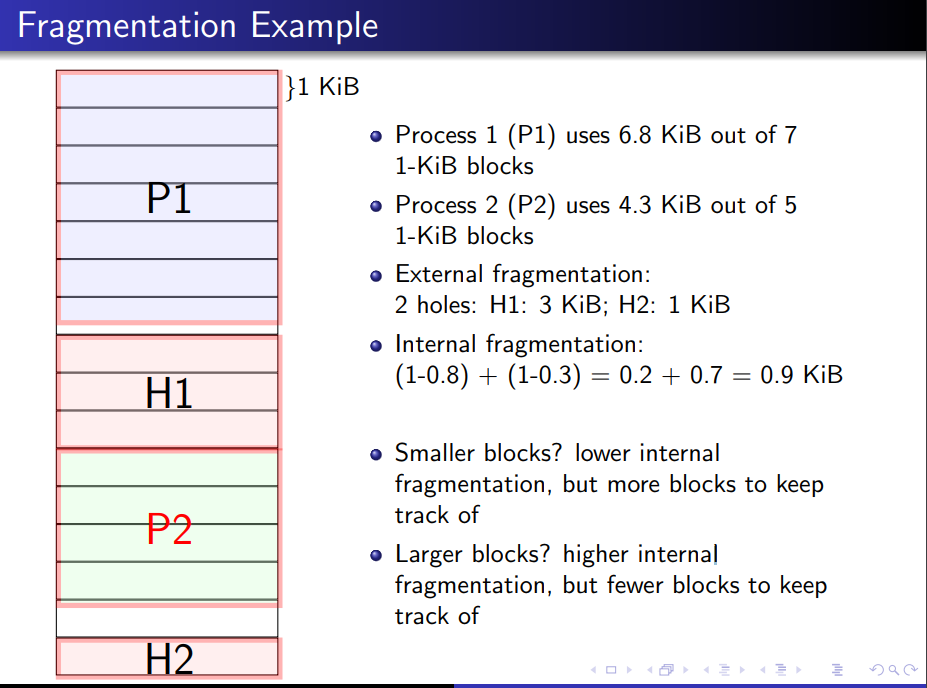 Fragmentation Example
}1 KiB
P1
H1
P2
H2
Process 1 (P1) uses 6.8 KiB out of 7
1-KiB blocks
Process 2 (P2) uses 4.3 KiB out of 5
1-KiB blocks
External fragmentation:
2 holes: H1: 3 KiB; H2: 1 KiB
Internal fragmentation:
(1-0.8) + (1-0.3) = 0.2 + 0.7 = 0.9 KiB
Smaller blocks? lower internal
fragmentation, but more blocks to keep
track of
Larger blocks? higher internal
fragmentation, but fewer blocks to keep
track of